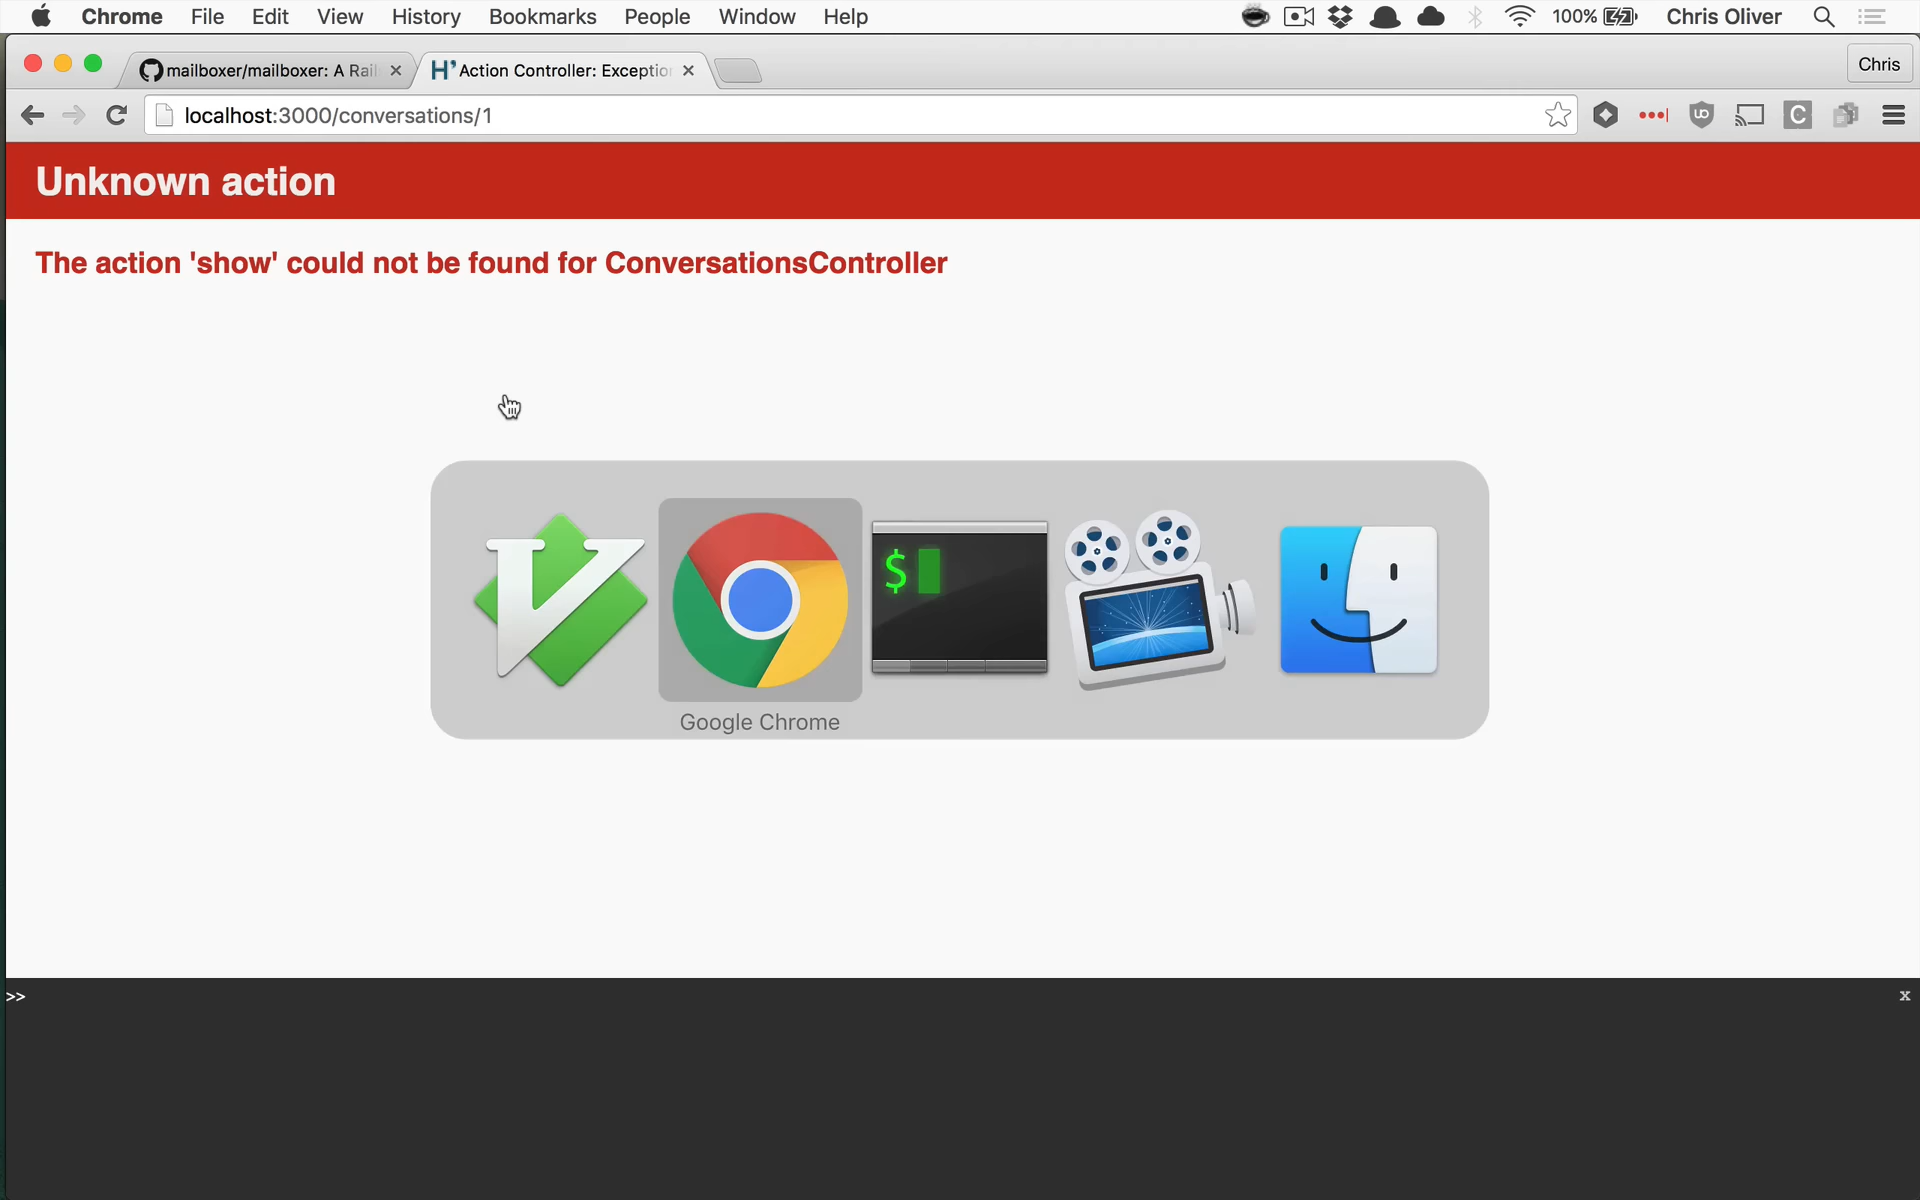 Chrome File Edit View History Bookmarks People Window Help 100% Chris Oliver
mailboxer/mailboxer: A Rail Action Controller: Exceptio Chris
localhost:3000/conversations/1
Unknown action
The action 'show' could not be found for ConversationsController
$
Google Chrome
>> x